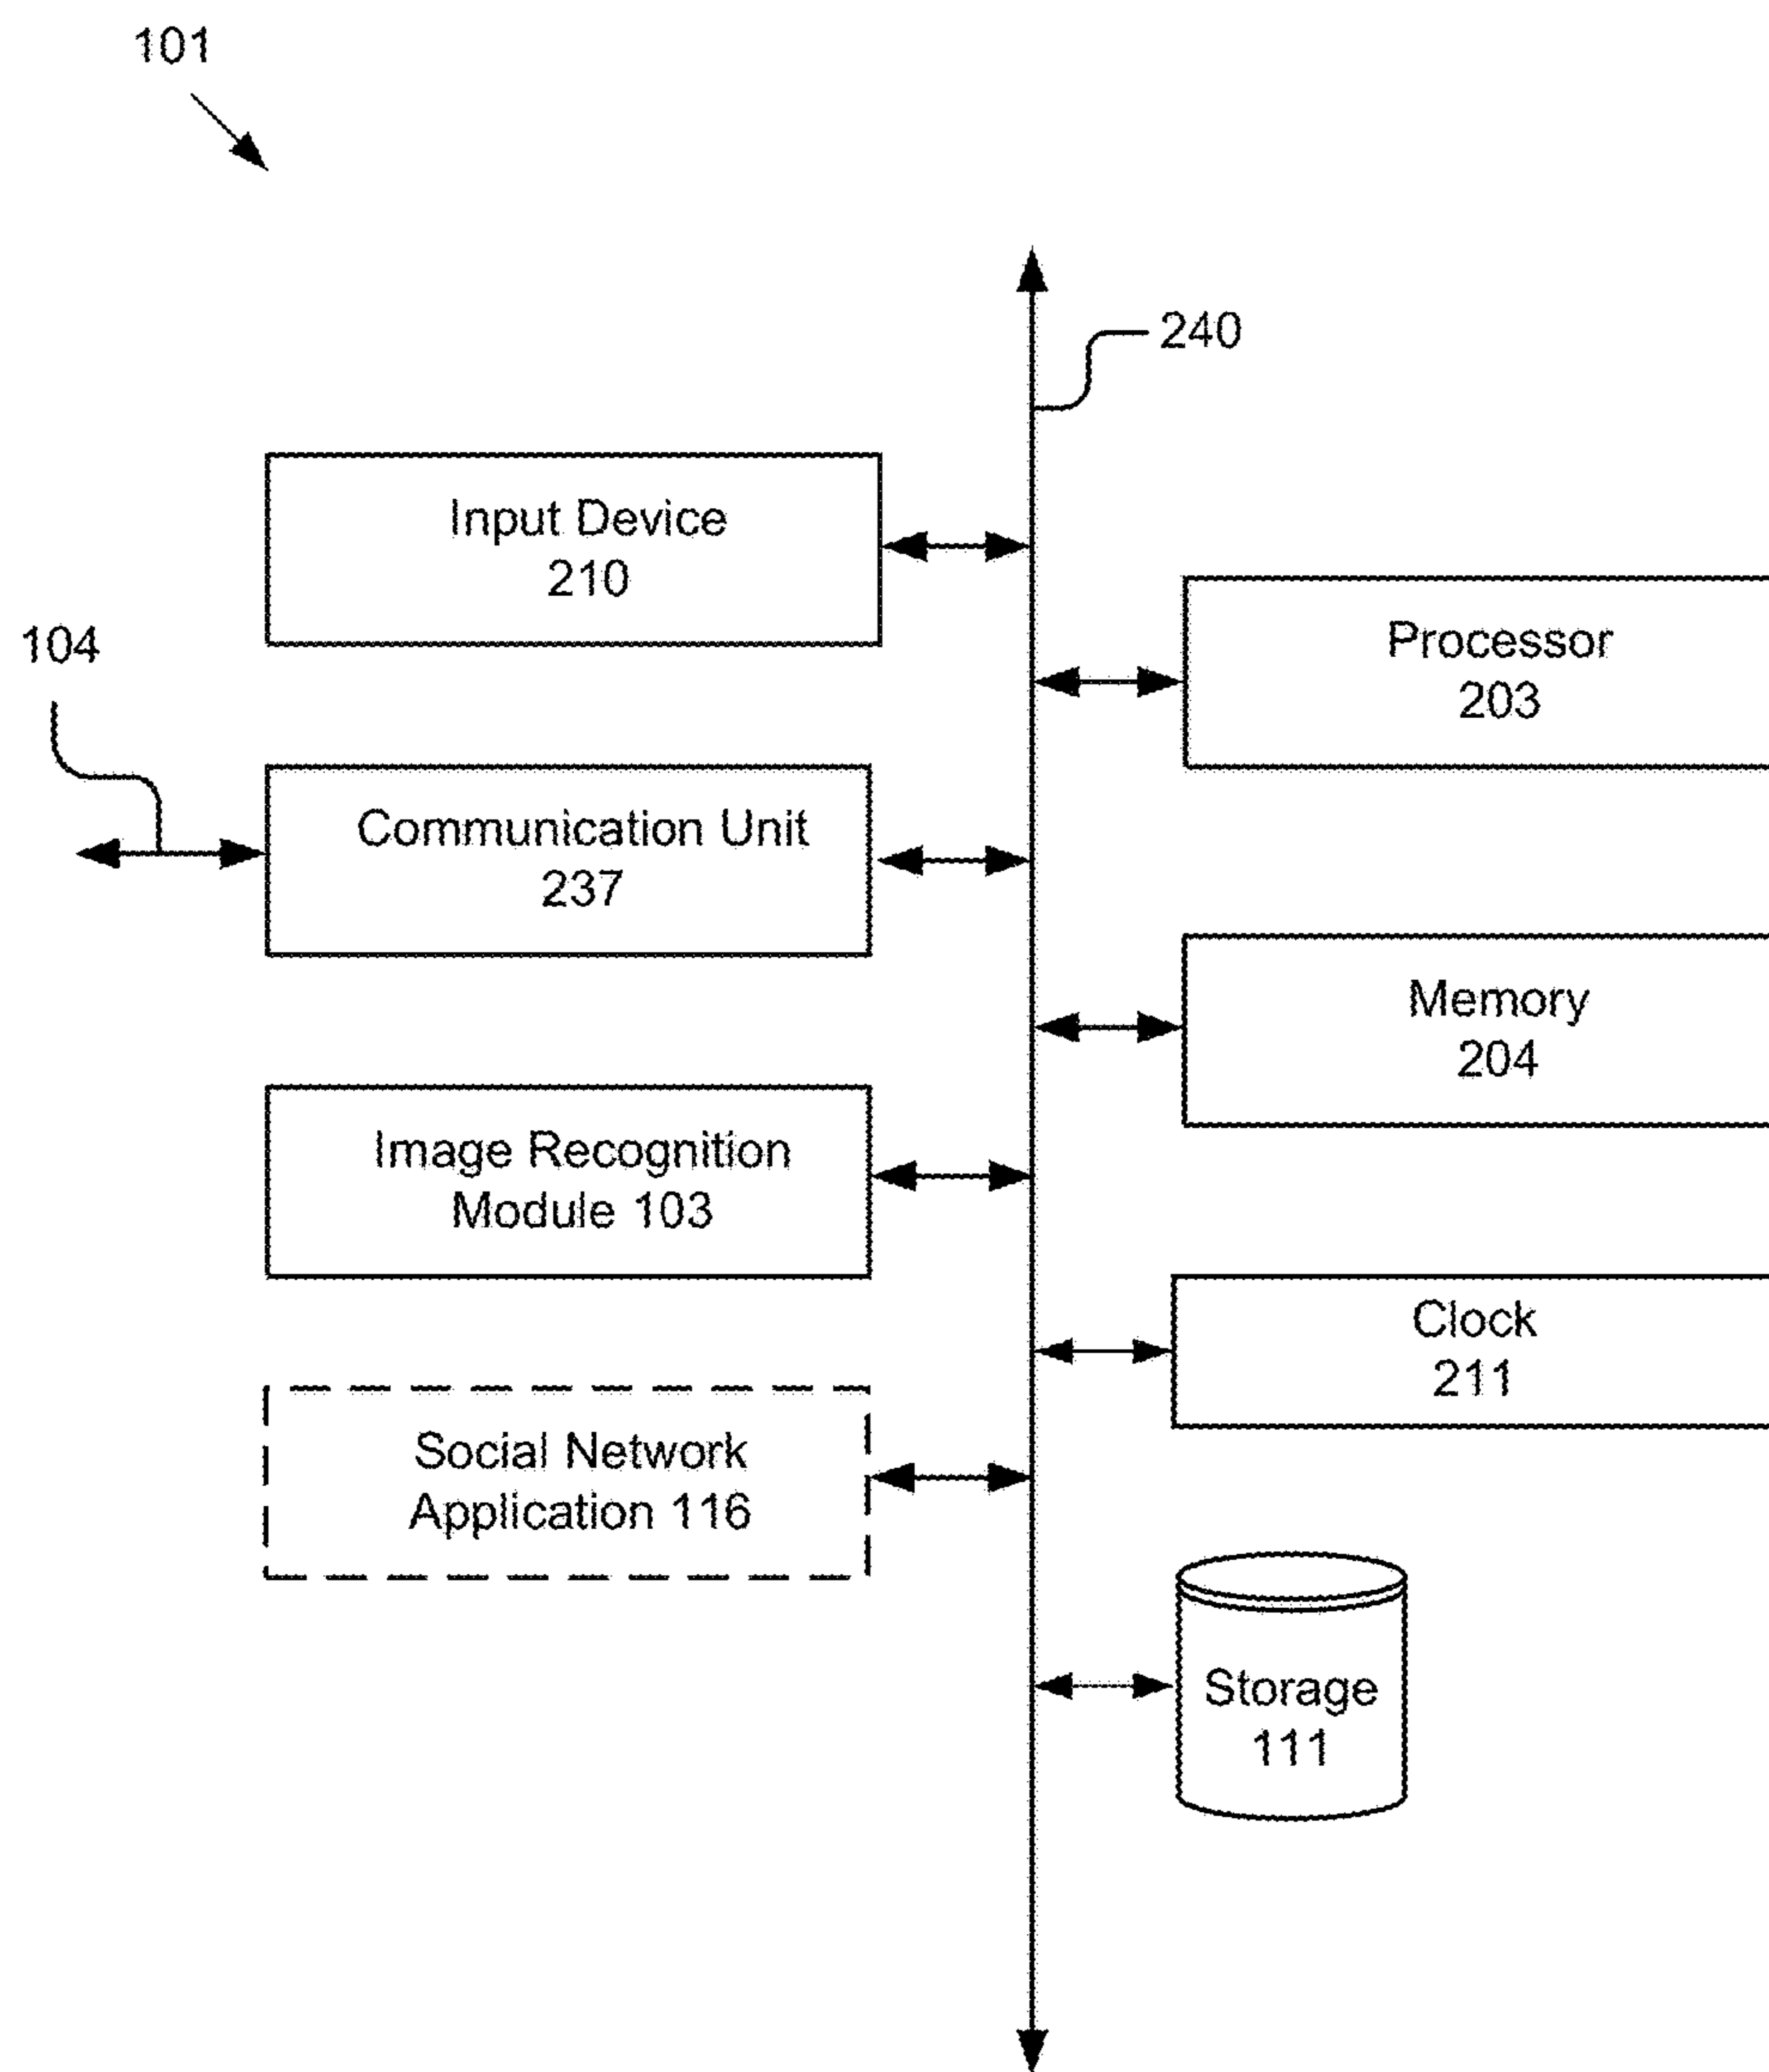 101
240
Input Device
210
Processor
203
104
Communication Unit
237
Memory
204
Image Recognition
Module 103
Clock
211
Social Network
Application 116
Storage
111